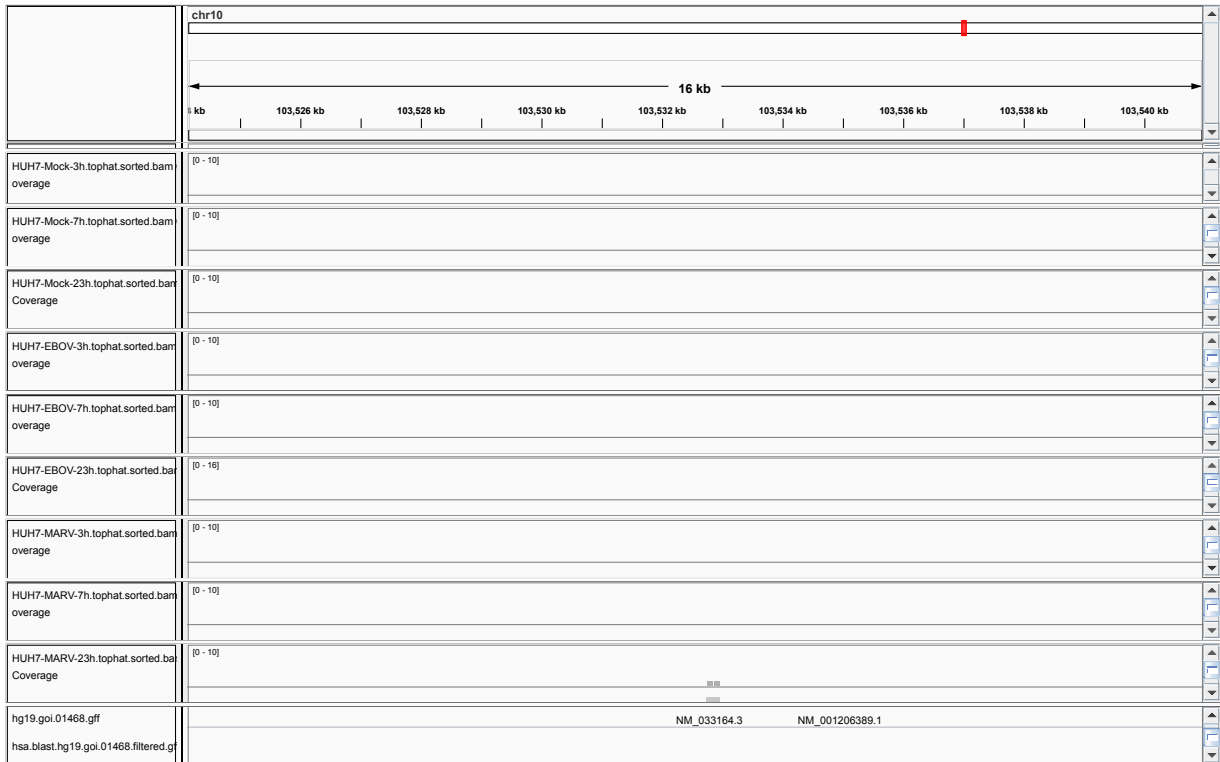 chr10
16 kb
kb
103,526 kb
103,528 kb
103,530 kb
103,532 kb
103,534 kb
103,536 kb
103,538 kb
103,540 kb
HUH7-Mock-3h.tophat.sorted.bam
overage
[0 - 10]
HUH7-Mock-7h.tophat.sorted.bam
overage
[0 - 10]
HUH7-Mock-23h.tophat.sorted.bam
Coverage
[0 - 10]
HUH7-EBOV-3h.tophat.sorted.bam
overage
[0 - 10]
HUH7-EBOV-7h.tophat.sorted.bam
overage
[0 - 10]
HUH7-EBOV-23h.tophat.sorted.bar
Coverage
[0 - 16]
HUH7-MARV-3h.tophat.sorted.bam
overage
[0 - 10]
HUH7-MARV-7h.tophat.sorted.bam
overage
[0 - 10]
HUH7-MARV-23h.tophat.sorted.ba
Coverage
[0 - 10]
hg19.goi.01468.gff
NM_033164.3
NM_001206389.1
hsa.blast.hg19.goi.01468.filtered.gf